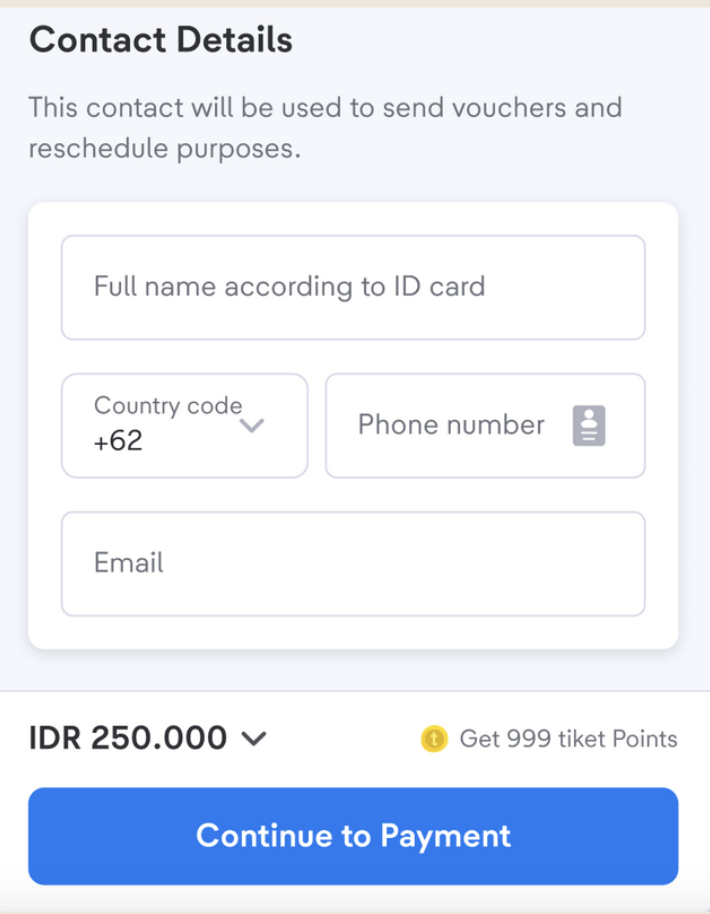 Contact Details
This contact will be used to send vouchers and
reschedule purposes.
Full name according to ID card
Country code
+62
Phone number
Email
IDR 250.000
t Get 999 tiket Points
Continue to Payment